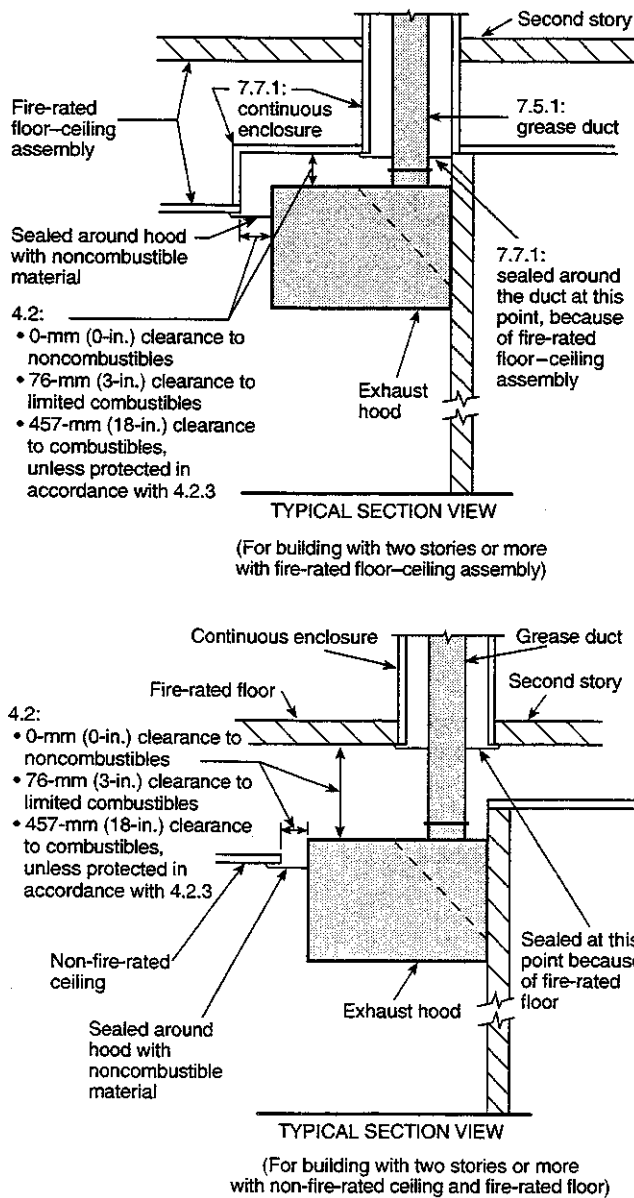 Second story
Fire-rated
floor–ceiling
assembly
7.7.1:
continuous
enclosure
7.5.1:
grease duct
Sealed around hood
with noncombustible
material
4.2:
• 0-mm (0-in.) clearance to
noncombustibles
• 76-mm (3-in.) clearance to
limited combustibles
• 457-mm (18-in.) clearance
to combustibles,
unless protected in
accordance with 4.2.3
7.7.1:
sealed around
the duct at this
point, because
of fire-rated
floor–ceiling
assembly
Exhaust
hood
TYPICAL SECTION VIEW
(For building with two stories or more
with fire-rated floor–ceiling assembly)
Continuous enclosure
Grease duct
Fire-rated floor
Second story
4.2:
• 0-mm (0-in.) clearance to
noncombustibles
• 76-mm (3-in.) clearance to
limited combustibles
• 457-mm (18-in.) clearance
to combustibles,
unless protected in
accordance with 4.2.3
Non-fire-rated
ceiling
Sealed around
hood with
noncombustible
material
Exhaust hood
Sealed at this
point because
of fire-rated
floor
TYPICAL SECTION VIEW
(For building with two stories or more
with non-fire-rated ceiling and fire-rated floor)